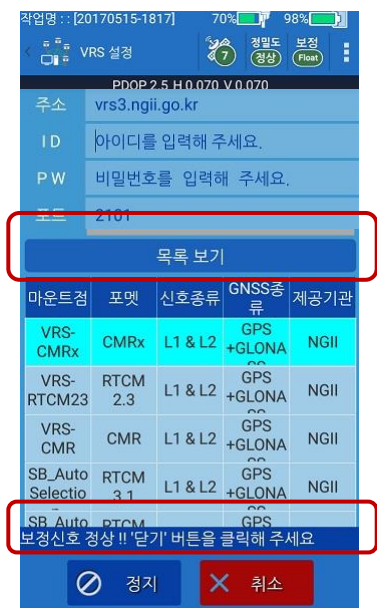 작업명 : : [20170515-1817] 70% 98%
VRS 설정 7 정밀도 정상 보정 Float
PDOP 2.5 H 0.070 V 0.070
주소 vrs3.ngii.go.kr
ID 아이디를 입력해 주세요.
PW 비밀번호를 입력해 주세요.
포트 2101
목록 보기
마운트점 포멧 신호종류 GNSS종류 제공기관
VRS-CMRx CMRx L1 & L2 GPS+GLONASS NGII
VRS-RTCM23 RTCM 2.3 L1 & L2 GPS+GLONASS NGII
VRS-CMR CMR L1 & L2 GPS+GLONASS NGII
SB_Auto Selectio RTCM 3.1 L1 & L2 GPS+GLONASS NGII
SB_Auto RTCM GPS
보정신호 정상 !! '닫기' 버튼을 클릭해 주세요
정지 취소